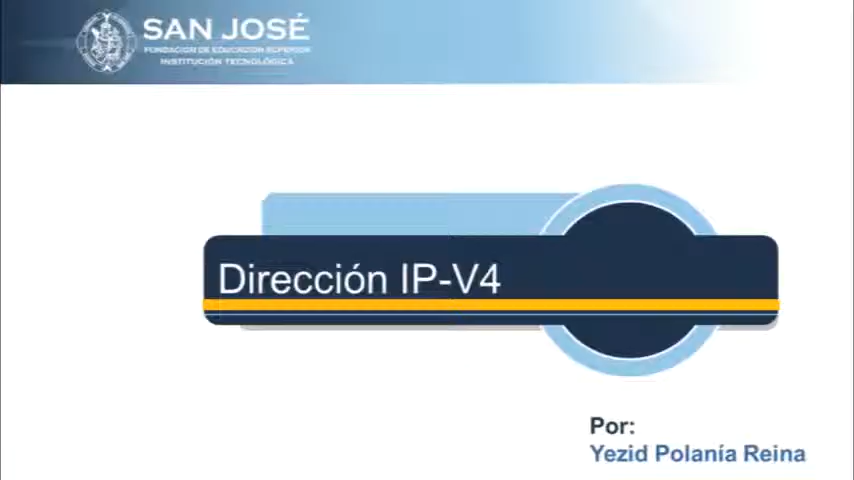 SAN JOSÉ
FUNDACIÓN DE EDUCACIÓN SUPERIOR
INSTITUCIÓN TECNOLÓGICA
Dirección IP-V4
Por:
Yezid Polanía Reina